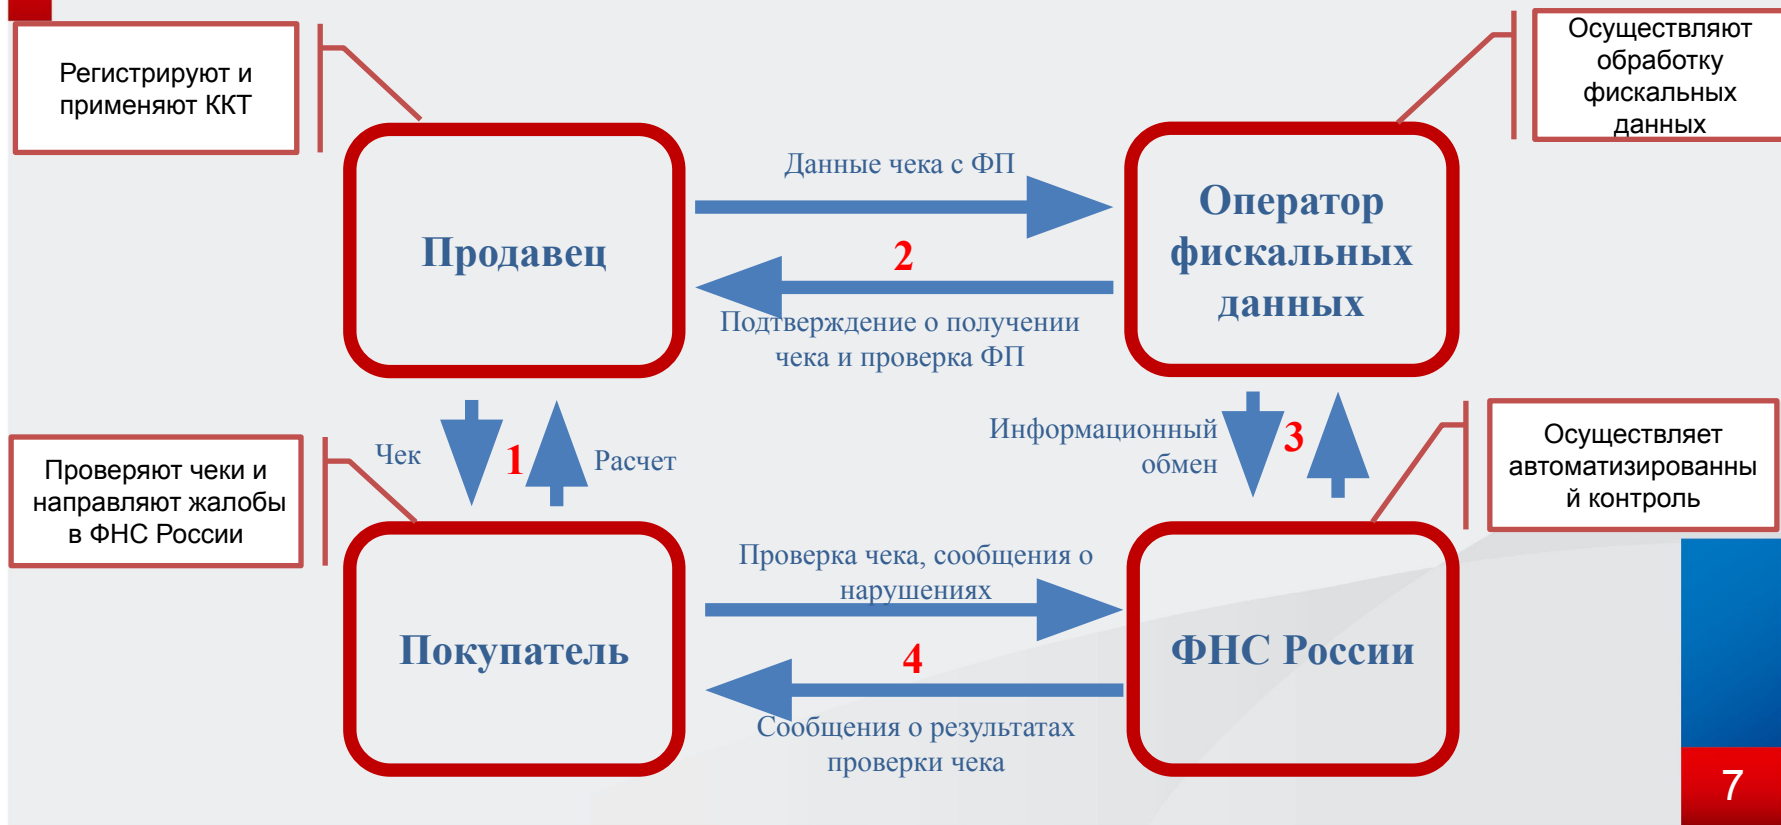 Регистрируют и
применяют ККТ
Осуществляют
обработку
фискальных
данных
Продавец
Данные чека с ФП
2
Подтверждение о получении
чека и проверка ФП
Оператор
фискальных
данных
Чек
1
Расчет
Информационный
обмен
3
Проверяют чеки и
направляют жалобы
в ФНС России
Осуществляет
автоматизированны
й контроль
Покупатель
Проверка чека, сообщения о
нарушениях
4
Сообщения о результатах
проверки чека
ФНС России
7